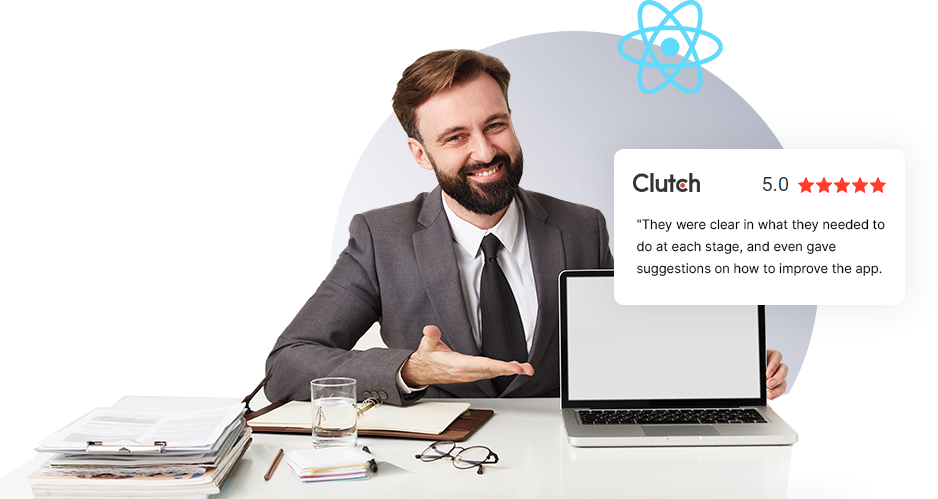 Clutch 5.0
"They were clear in what they needed to
do at each stage, and even gave
suggestions on how to improve the app.